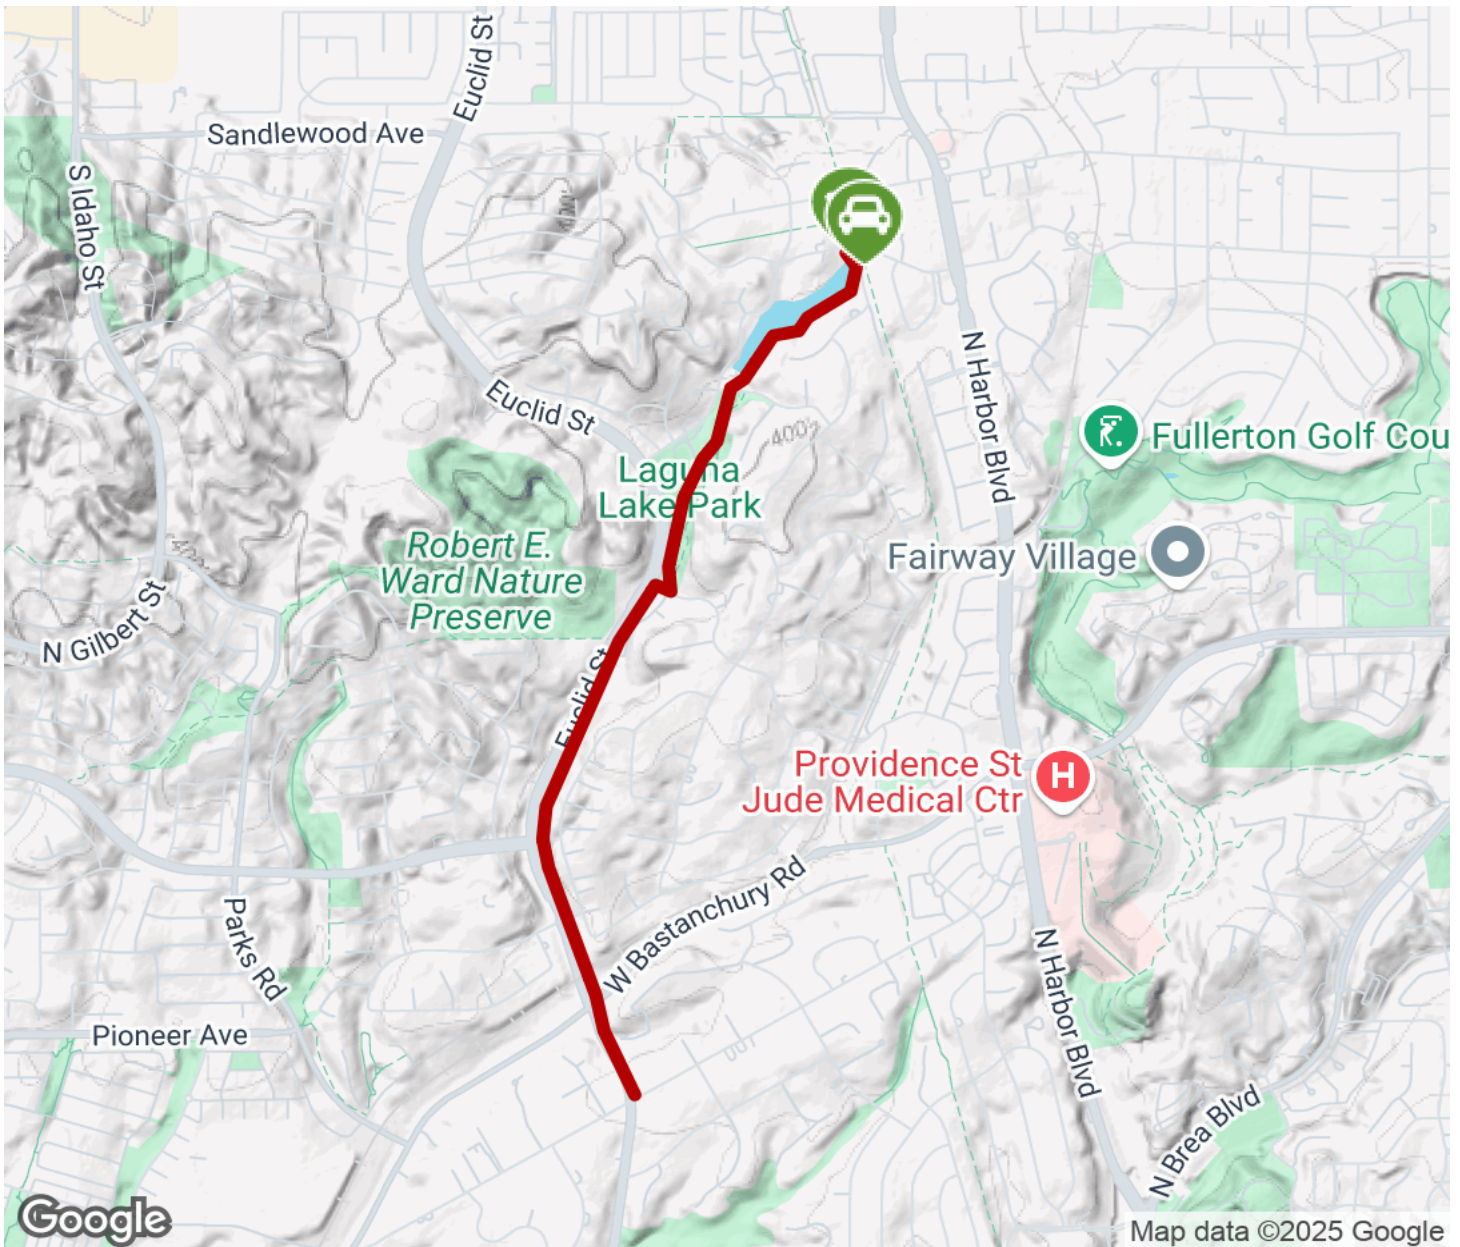 Euclid St
Sandlewood Ave
S Idaho St
400'
N Harbor Blvd
Euclid St
400'
Fullerton Golf Cou
Laguna
Lake Park
Robert E.
Ward Nature
Preserve
Fairway Village
N Gilbert St
Euclid St
Providence St
Jude Medical Ctr
H
W Bastanchury Rd
Parks Rd
N Harbor Blvd
Pioneer Ave
N Brea Blvd
Google
Map data ©2025 Google